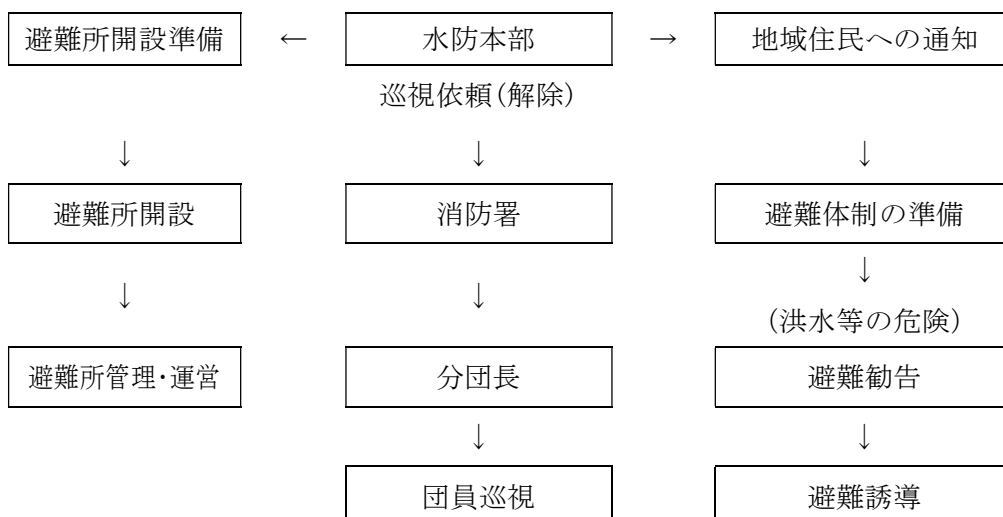 避難所開設準備 ← 水防本部 → 地域住民への通知
巡視依頼(解除)
↓ ↓ ↓
避難所開設 消防署 避難体制の準備
↓ ↓ ↓
(洪水等の危険)
避難所管理・運営 分団長 避難勧告
↓ ↓
団員巡視 避難誘導